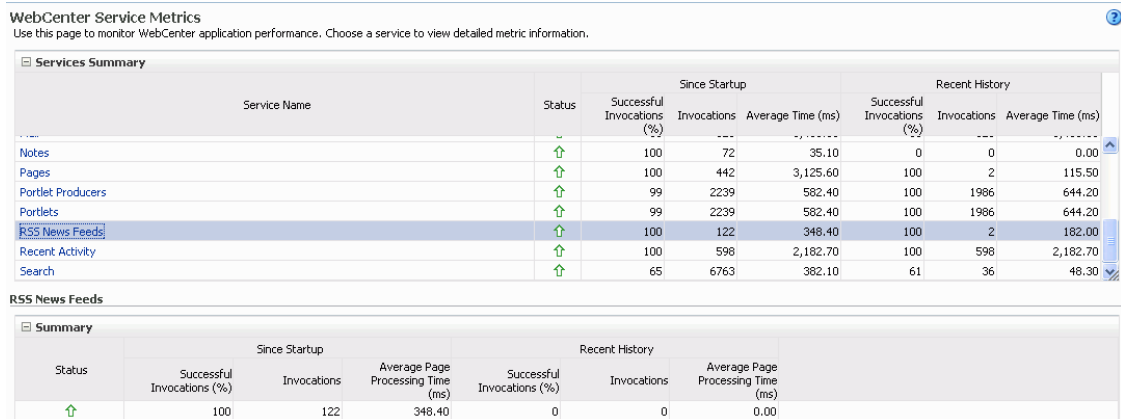 WebCenter Service Metrics
Use this page to monitor WebCenter application performance. Choose a service to view detailed metric information.
Services Summary
Service Name Status Since Startup Recent History
Successful Invocations (%) Invocations Average Time (ms) Successful Invocations (%) Invocations Average Time (ms)
Notes 100 72 35.10 0 0 0.00
Pages 100 442 3,125.60 100 2 115.50
Portlet Producers 99 2239 582.40 100 1986 644.20
Portlets 99 2239 582.40 100 1986 644.20
RSS News Feeds 100 122 348.40 100 2 182.00
Recent Activity 100 598 2,182.70 100 598 2,182.70
Search 65 6763 382.10 61 36 48.30
RSS News Feeds
Summary
Status Since Startup Recent History
Successful Invocations (%) Invocations Average Page Processing Time (ms) Successful Invocations (%) Invocations Average Page Processing Time (ms)
100 122 348.40 0 0 0.00